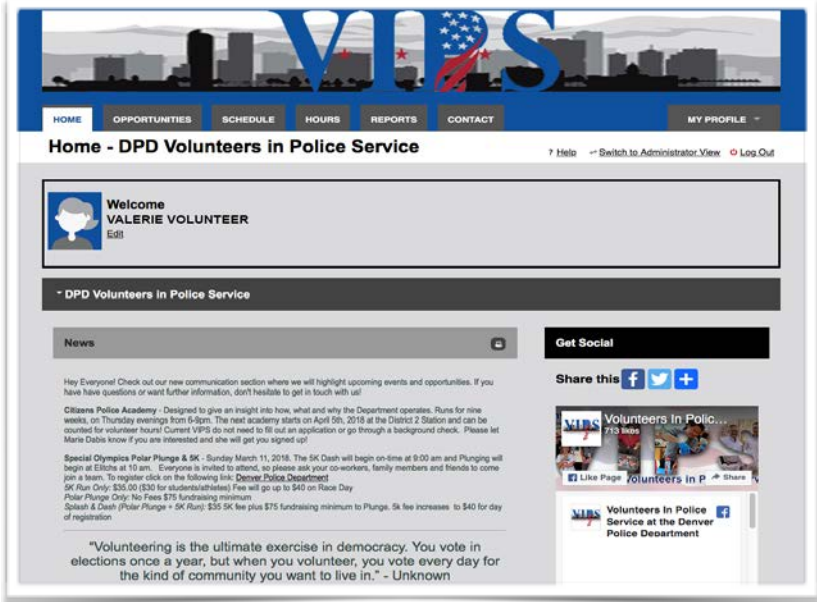 VIPS
HOME OPPORTUNITIES SCHEDULE HOURS REPORTS CONTACT MY PROFILE
Home - DPD Volunteers in Police Service
? Help Switch to Administrator View Log Out
Welcome
VALERIE VOLUNTEER
Edit
DPD Volunteers in Police Service
News
Hey Everyone! Check out our new communication section where we will highlight upcoming events and opportunities. If you
have have questions or want further information, don't hesitate to get in touch with us!
Citizens Police Academy - Designed to give an insight into how, what and why the Department operates. Runs for nine
weeks, on Thursday evenings from 6-9pm. The next academy starts on April 5th, 2018 at the District 2 Station and can be
counted for volunteer hours! Current VIPS do not need to fill out an application or go through a background check. Please let
Marie Dabis know if you are interested and she will get you signed up!
Special Olympics Polar Plunge & 5K - Sunday March 11, 2018. The 5K Dash will begin on-time at 9:00 am and Plunging will
begin at Elitchs at 10 am. Everyone is invited to attend, so please ask your co-workers, family members and friends to come
join a team. To register click on the following link: Denver Police Department
5K Run Only: $35.00 ($30 for students/athletes) Fee will go up to $40 on Race Day
Polar Plunge Only: No Fees $75 fundraising minimum
Splash & Dash (Polar Plunge + 5K Run): $35 5K fee plus $75 fundraising minimum to Plunge. 5k fee increases to $40 for day
of registration
"Volunteering is the ultimate exercise in democracy. You vote in
elections once a year, but when you volunteer, you vote every day for
the kind of community you want to live in." - Unknown
Get Social
Share this
VIPS
Volunteers In Polic...
713 likes
Like Page
Volunteers in P
Share
VIPS
Volunteers In Police
Service at the Denver
Police Department